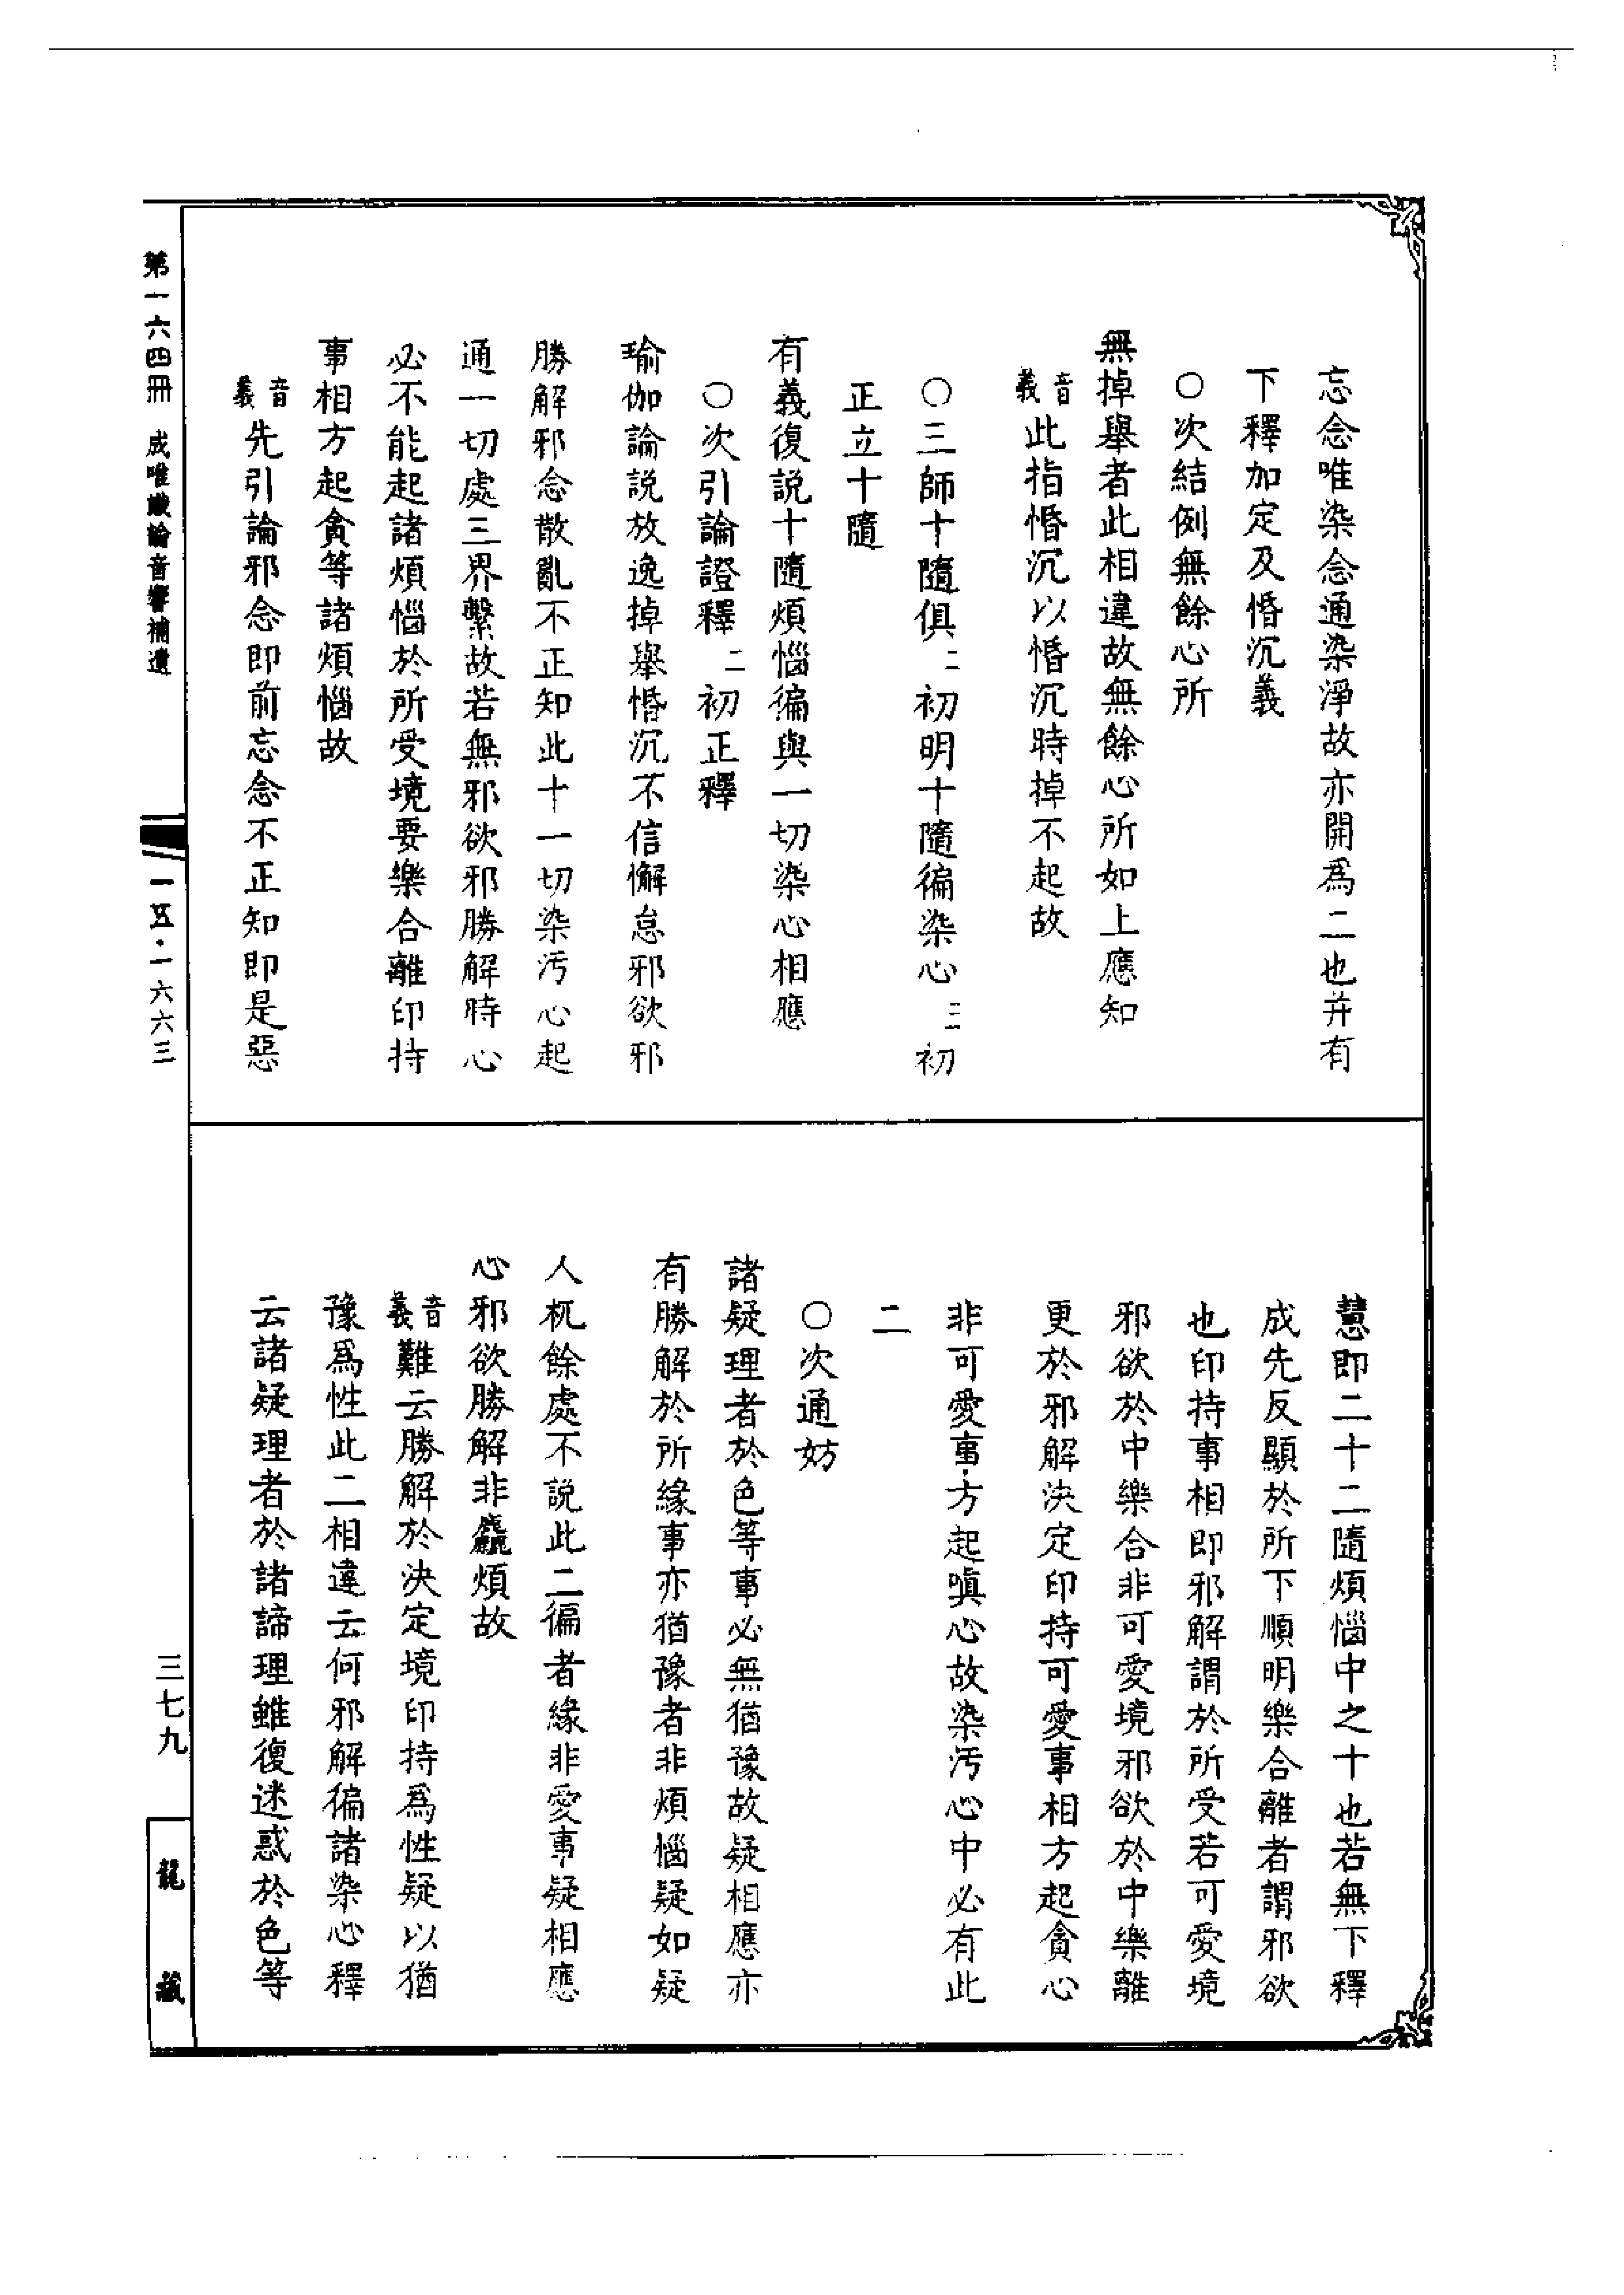 忘念唯染念通染淨故亦開爲二也并有
下釋加定及惛沉義
○次結例無餘心所
無掉舉者此相違故無餘心所如上應知
音義此指惛沉以惛沉時掉不起故
○三師十隨俱二初明十隨徧染心三初
正立十隨
有義復説十隨煩惱徧與一切染心相應
○次引論證釋二初正釋
瑜伽論説放逸掉舉惛沉不信懈怠邪欲邪
勝解邪念散亂不正知此十一切染污心起
通一切處三界繫故若無邪欲邪勝解時心
必不能起諸煩惱於所受境要樂合離印持
事相方起貪等諸煩惱故
音義先引論邪念即前忘念不正知即是惡
慧即二十二隨煩惱中之十也若無下釋
成先反顯於所下順明樂合離者謂邪欲
也印持事相即邪解謂於所受若可愛境
邪欲於中樂合非可愛境邪欲於中樂離
更於邪解決定印持可愛事相方起貪心
非可愛事方起嗔心故染污心中必有此
二
○次通妨
諸疑理者於色等事必無猶豫故疑相應亦
有勝解於所緣事亦猶豫者非煩惱疑如疑
人杌餘處不説此二徧者緣非愛事疑相應
心邪欲勝解非麤煩故
音義難云勝解於決定境印持爲性疑以猶
豫爲性此二相違云何邪解徧諸染心釋
云諸疑理者於諸諦理雖復迷惑於色等
第一六四冊 成唯識論音響補遺
一五·一六六三
三七九
龍藏